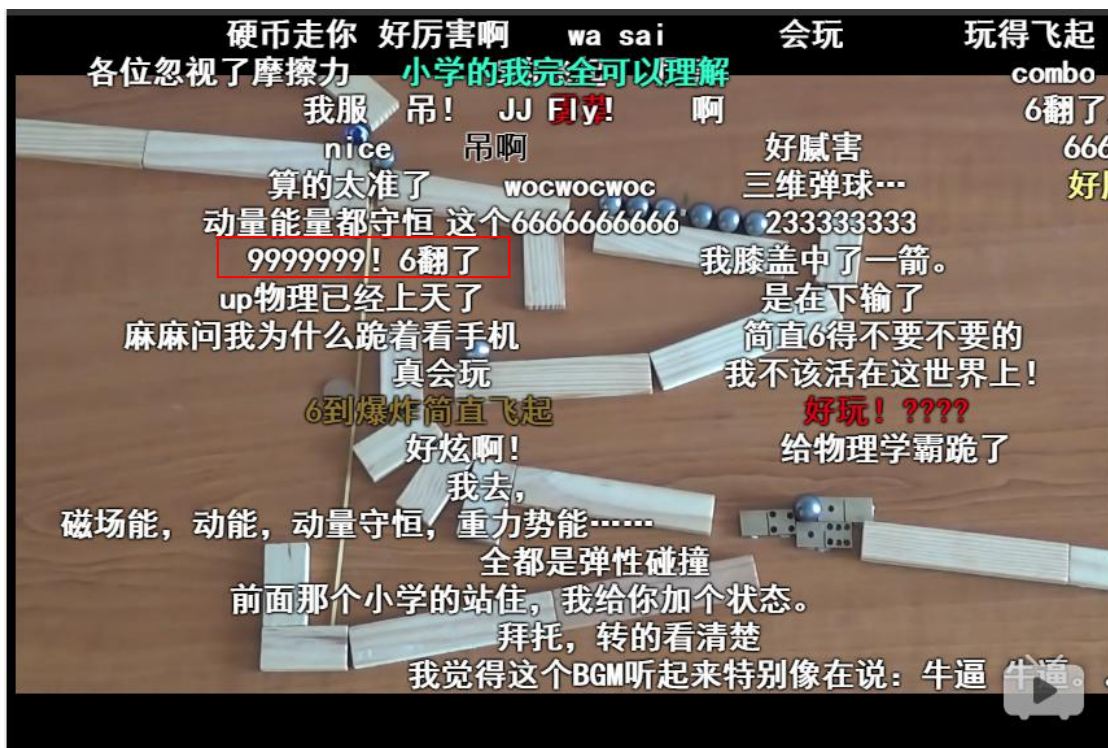 硬币走你 好厉害啊 wa sai 会玩 玩得飞起
各位忽视了摩擦力 小学的我完全可以理解 combo
我服 吊! JJ Fly! 啊 6翻了
nice 吊啊 好腻害 666
算的太准了 wocwocwoc 三维弹球… 好
动量能量都守恒 这个6666666666 233333333
9999999! 6翻了 我膝盖中了一箭。
up物理已经上天了 是在下输了
麻麻问我为什么跪着看手机 简直6得不要不要的
真会玩 我不该活在这世界上!
6到爆炸简直飞起 好玩! ????
好炫啊! 给物理学霸跪了
我去,
磁场能, 动能, 动量守恒, 重力势能……
全都是弹性碰撞
前面那个小学的站住, 我给你加个状态。
拜托, 转的看清楚
我觉得这个BGM听起来特别像在说: 牛逼 牛逼。